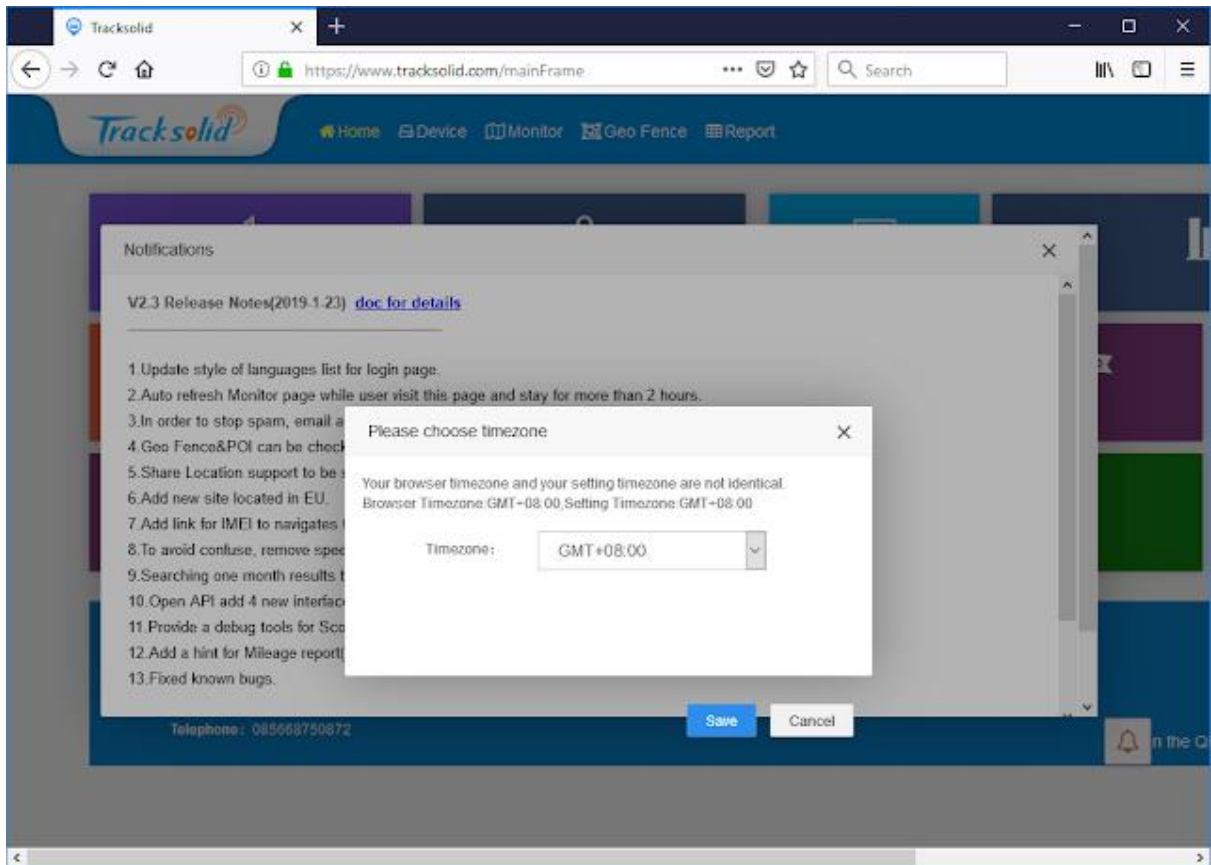 Tracksolid
https://www.tracksolid.com/mainFrame
Search
Tracksolid
Home Device Monitor Geo Fence Report
Notifications
V2.3 Release Notes(2019-1-23) doc for details
1.Update style of languages list for login page.
2.Auto refresh Monitor page while user visit this page and stay for more than 2 hours.
3.In order to stop spam, email a
4.Geo Fence&POI can be check
5.Share Location support to be
6.Add new site located in EU.
7.Add link for IMEI to navigates
8.To avoid confuse, remove spee
9.Searching one month results
10.Open API add 4 new interfac
11.Provide a debug tools for Sco
12.Add a hint for Mileage report(
13.Fixed known bugs.
Please choose timezone
Your browser timezone and your setting timezone are not identical.
Browser Timezone:GMT+08:00,Setting Timezone:GMT+08:00
Timezone:
GMT+08:00
Save
Cancel
Telephone: 085668750872
n the Q